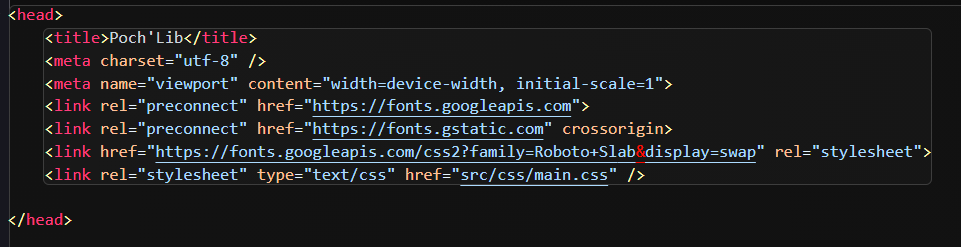 <head>
<title>Poch'Lib</title>
<meta charset="utf-8" />
<meta name="viewport" content="width=device-width, initial-scale=1">
<link rel="preconnect" href="https://fonts.googleapis.com">
<link rel="preconnect" href="https://fonts.gstatic.com" crossorigin>
<link href="https://fonts.googleapis.com/css2?family=Roboto+Slab&display=swap" rel="stylesheet">
<link rel="stylesheet" type="text/css" href="src/css/main.css" />
</head>